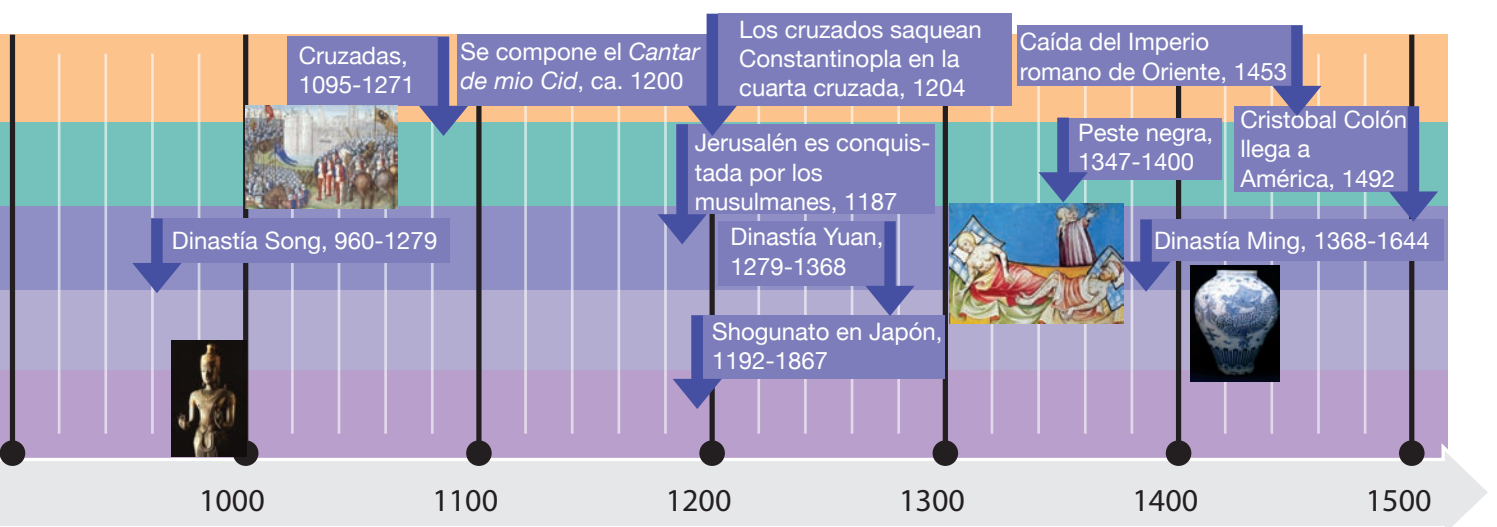 Cruzadas,
1095-1271
Se compone el Cantar
de mio Cid, ca. 1200
Los cruzados saquean
Constantinopla en la
cuarta cruzada, 1204
Caída del Imperio
romano de Oriente, 1453
Jerusalén es conquis-
tada por los
musulmanes, 1187
Peste negra,
1347-1400
Cristobal Colón
llega a
América, 1492
Dinastía Song, 960-1279
Dinastía Yuan,
1279-1368
Dinastía Ming, 1368-1644
Shogunato en Japón,
1192-1867
1000
1100
1200
1300
1400
1500